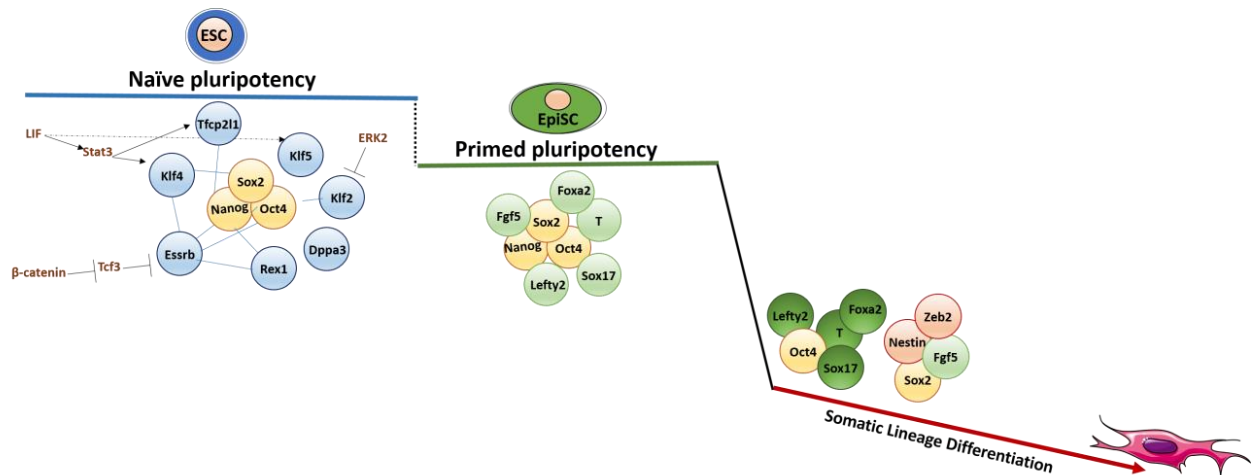 ESC
Naïve pluripotency
LIF
Stat3
Tfcp2l1
Klf5
ERK2
Klf4
Sox2
Klf2
Nanog
Oct4
Essrb
Rex1
Dppa3
β-catenin
Tcf3
EpiSC
Primed pluripotency
Foxa2
Fgf5
Sox2
T
Nanog
Oct4
Lefty2
Sox17
Lefty2
Foxa2
T
Oct4
Sox17
Zeb2
Nestin
Fgf5
Sox2
Somatic Lineage Differentiation